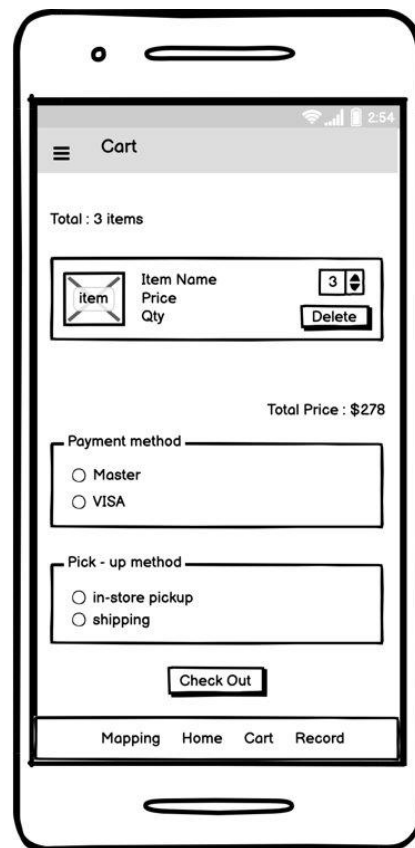 2:54
Cart
Total : 3 items
item
Item Name
3
Price
Qty
Delete
Total Price : $278
Payment method
Master
VISA
Pick - up method
in-store pickup
shipping
Check Out
Mapping Home Cart Record